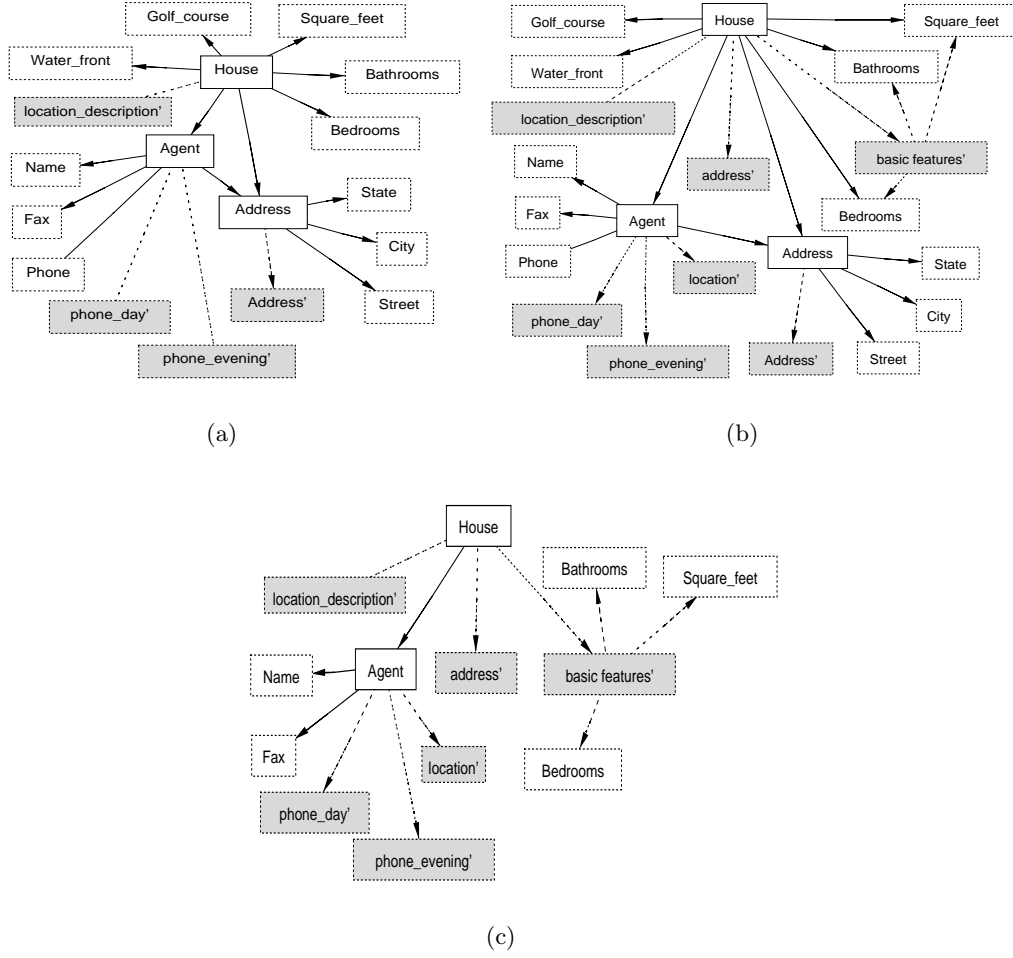 Golf_course
Square_feet
Water_front
House
Bathrooms
location_description'
Bedrooms
Agent
Name
State
Fax
Address
City
Phone
Address'
Street
phone_day'
phone_evening'
(a)
House
Golf_course
Square_feet
Water_front
Bathrooms
location_description'
Name
address'
basic features'
Fax
Agent
Bedrooms
Phone
Address
State
location'
phone_day'
City
phone_evening'
Address'
Street
(b)
House
Bathrooms
Square_feet
location_description'
Name
Agent
address'
basic features'
Fax
location'
Bedrooms
phone_day'
phone_evening'
(c)